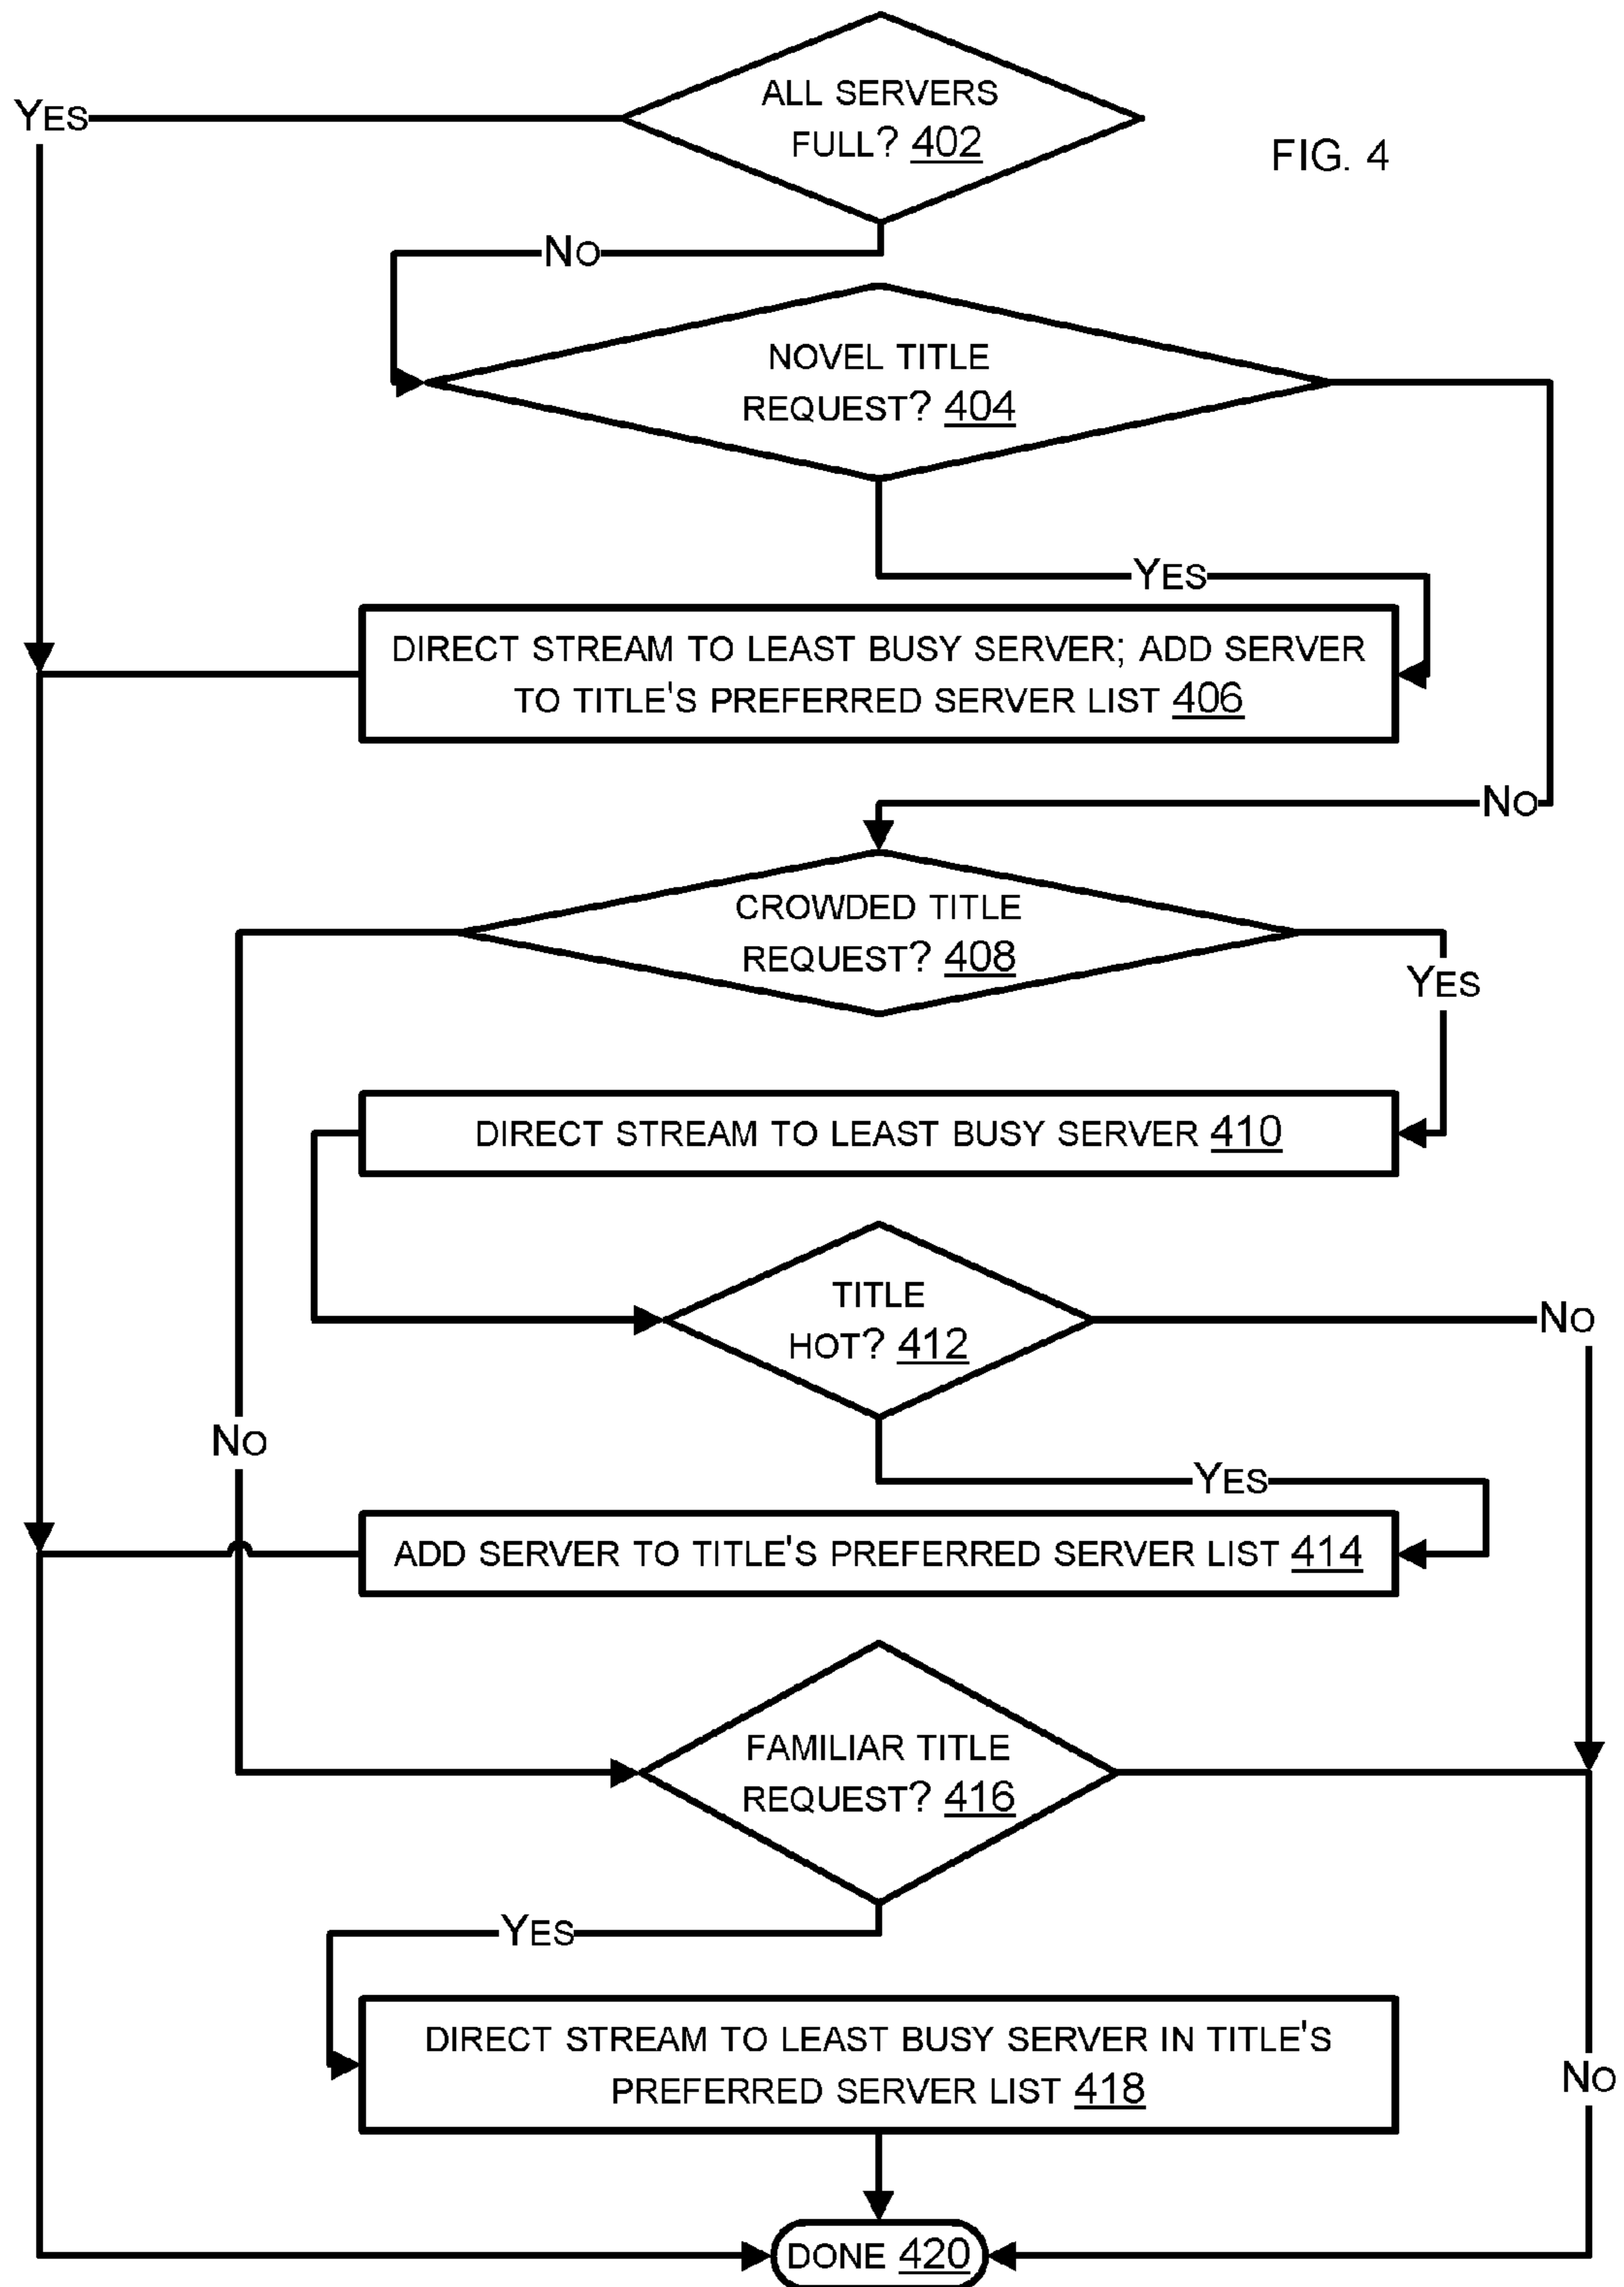 ALL SERVERS
FULL? 402
YES
FIG. 4
NO
NOVEL TITLE
REQUEST? 404
YES
DIRECT STREAM TO LEAST BUSY SERVER; ADD SERVER
TO TITLE'S PREFERRED SERVER LIST 406
NO
CROWDED TITLE
REQUEST? 408
YES
DIRECT STREAM TO LEAST BUSY SERVER 410
TITLE
HOT? 412
NO
NO
YES
ADD SERVER TO TITLE'S PREFERRED SERVER LIST 414
FAMILIAR TITLE
REQUEST? 416
YES
DIRECT STREAM TO LEAST BUSY SERVER IN TITLE'S
PREFERRED SERVER LIST 418
NO
DONE 420